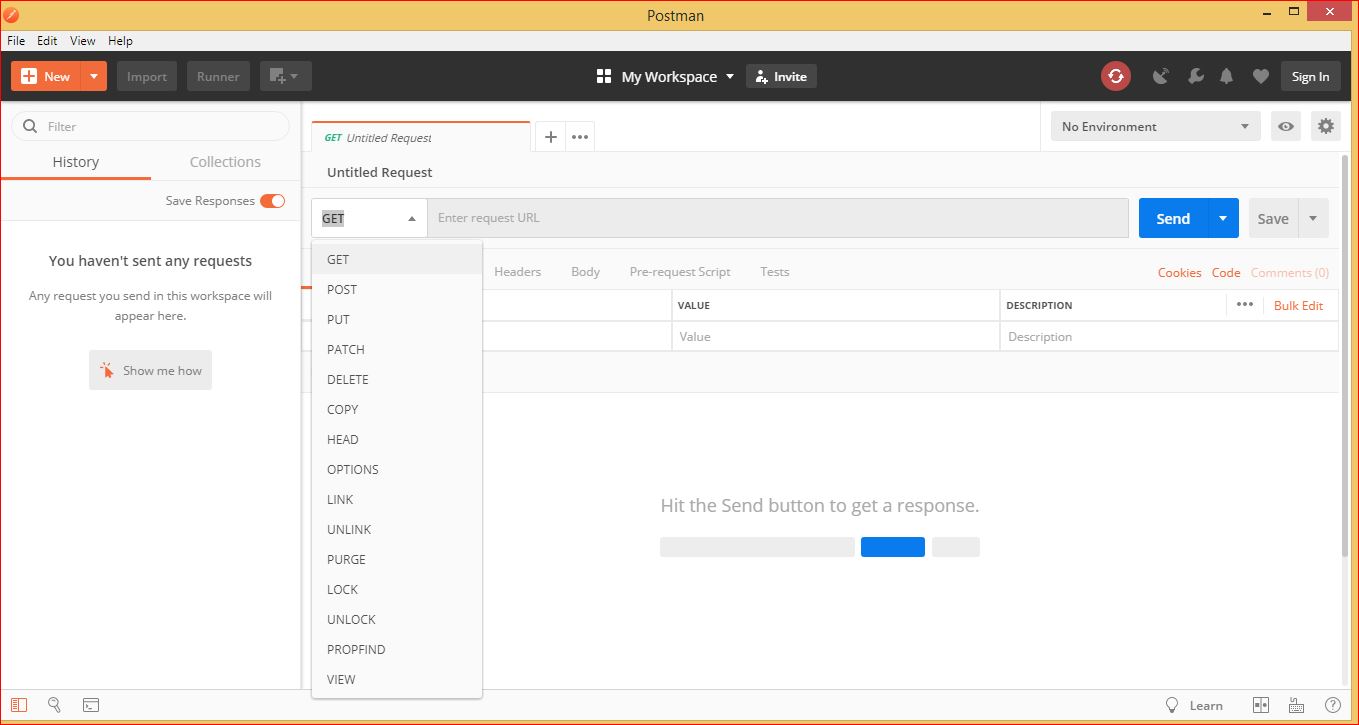 Postman
File Edit View Help
New Import Runner My Workspace Invite Sign In
Filter
History Collections
Save Responses
You haven't sent any requests
Any request you send in this workspace will
appear here.
Show me how
GET Untitled Request
No Environment
Untitled Request
GET Enter request URL Send Save
Headers Body Pre-request Script Tests Cookies Code Comments (0)
VALUE DESCRIPTION Bulk Edit
Value Description
GET
POST
PUT
PATCH
DELETE
COPY
HEAD
OPTIONS
LINK
UNLINK
PURGE
LOCK
UNLOCK
PROPFIND
VIEW
Hit the Send button to get a response.
Learn